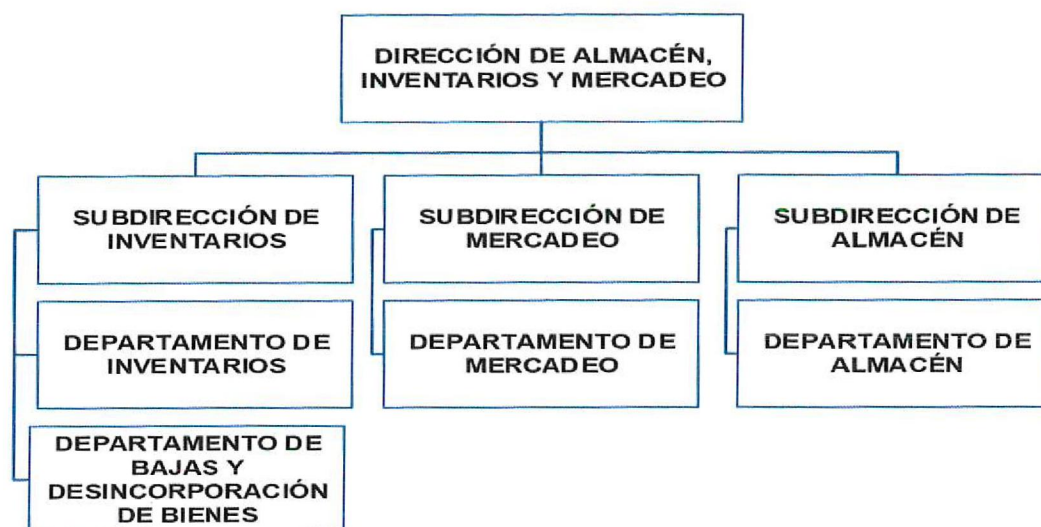 DIRECCIÓN DE ALMACÉN,
INVENTARIOS Y MERCADEO
SUBDIRECCIÓN DE
INVENTARIOS
SUBDIRECCIÓN DE
MERCADEO
SUBDIRECCIÓN DE
ALMACÉN
DEPARTAMENTO DE
INVENTARIOS
DEPARTAMENTO DE
MERCADEO
DEPARTAMENTO DE
ALMACÉN
DEPARTAMENTO DE
BAJAS Y
DESINCORPORACIÓN
DE BIENES